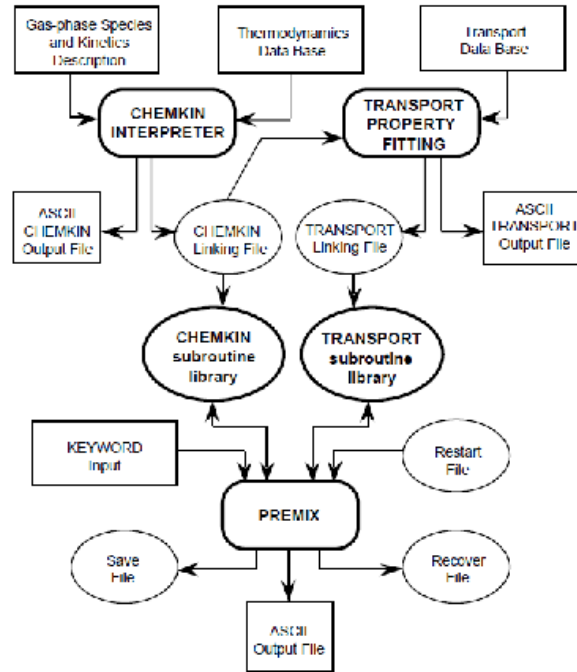 Gas-phase Species
and Kinetics
Description
Thermodynamics
Data Base
Transport
Data Base
CHEMKIN
INTERPRETER
TRANSPORT
PROPERTY
FITTING
ASCII
CHEMKIN
Output File
CHEMKIN
Linking File
TRANSPORT
Linking File
ASCII
TRANSPORT
Output File
CHEMKIN
subroutine
library
TRANSPORT
subroutine
library
KEYWORD
Input
Restart
File
PREMIX
Save
File
Recover
File
ASCII
Output File